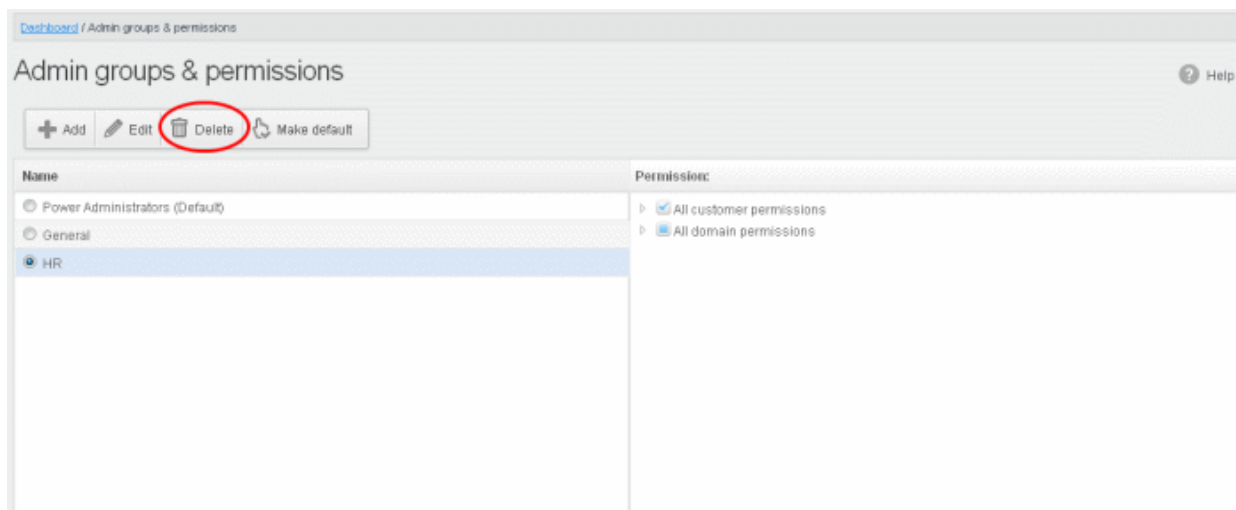 Dashboard / Admin groups & permissions
Admin groups & permissions
Help
Add Edit Delete Make default
Name Permission:
Power Administrators (Default) All customer permissions
General All domain permissions
HR